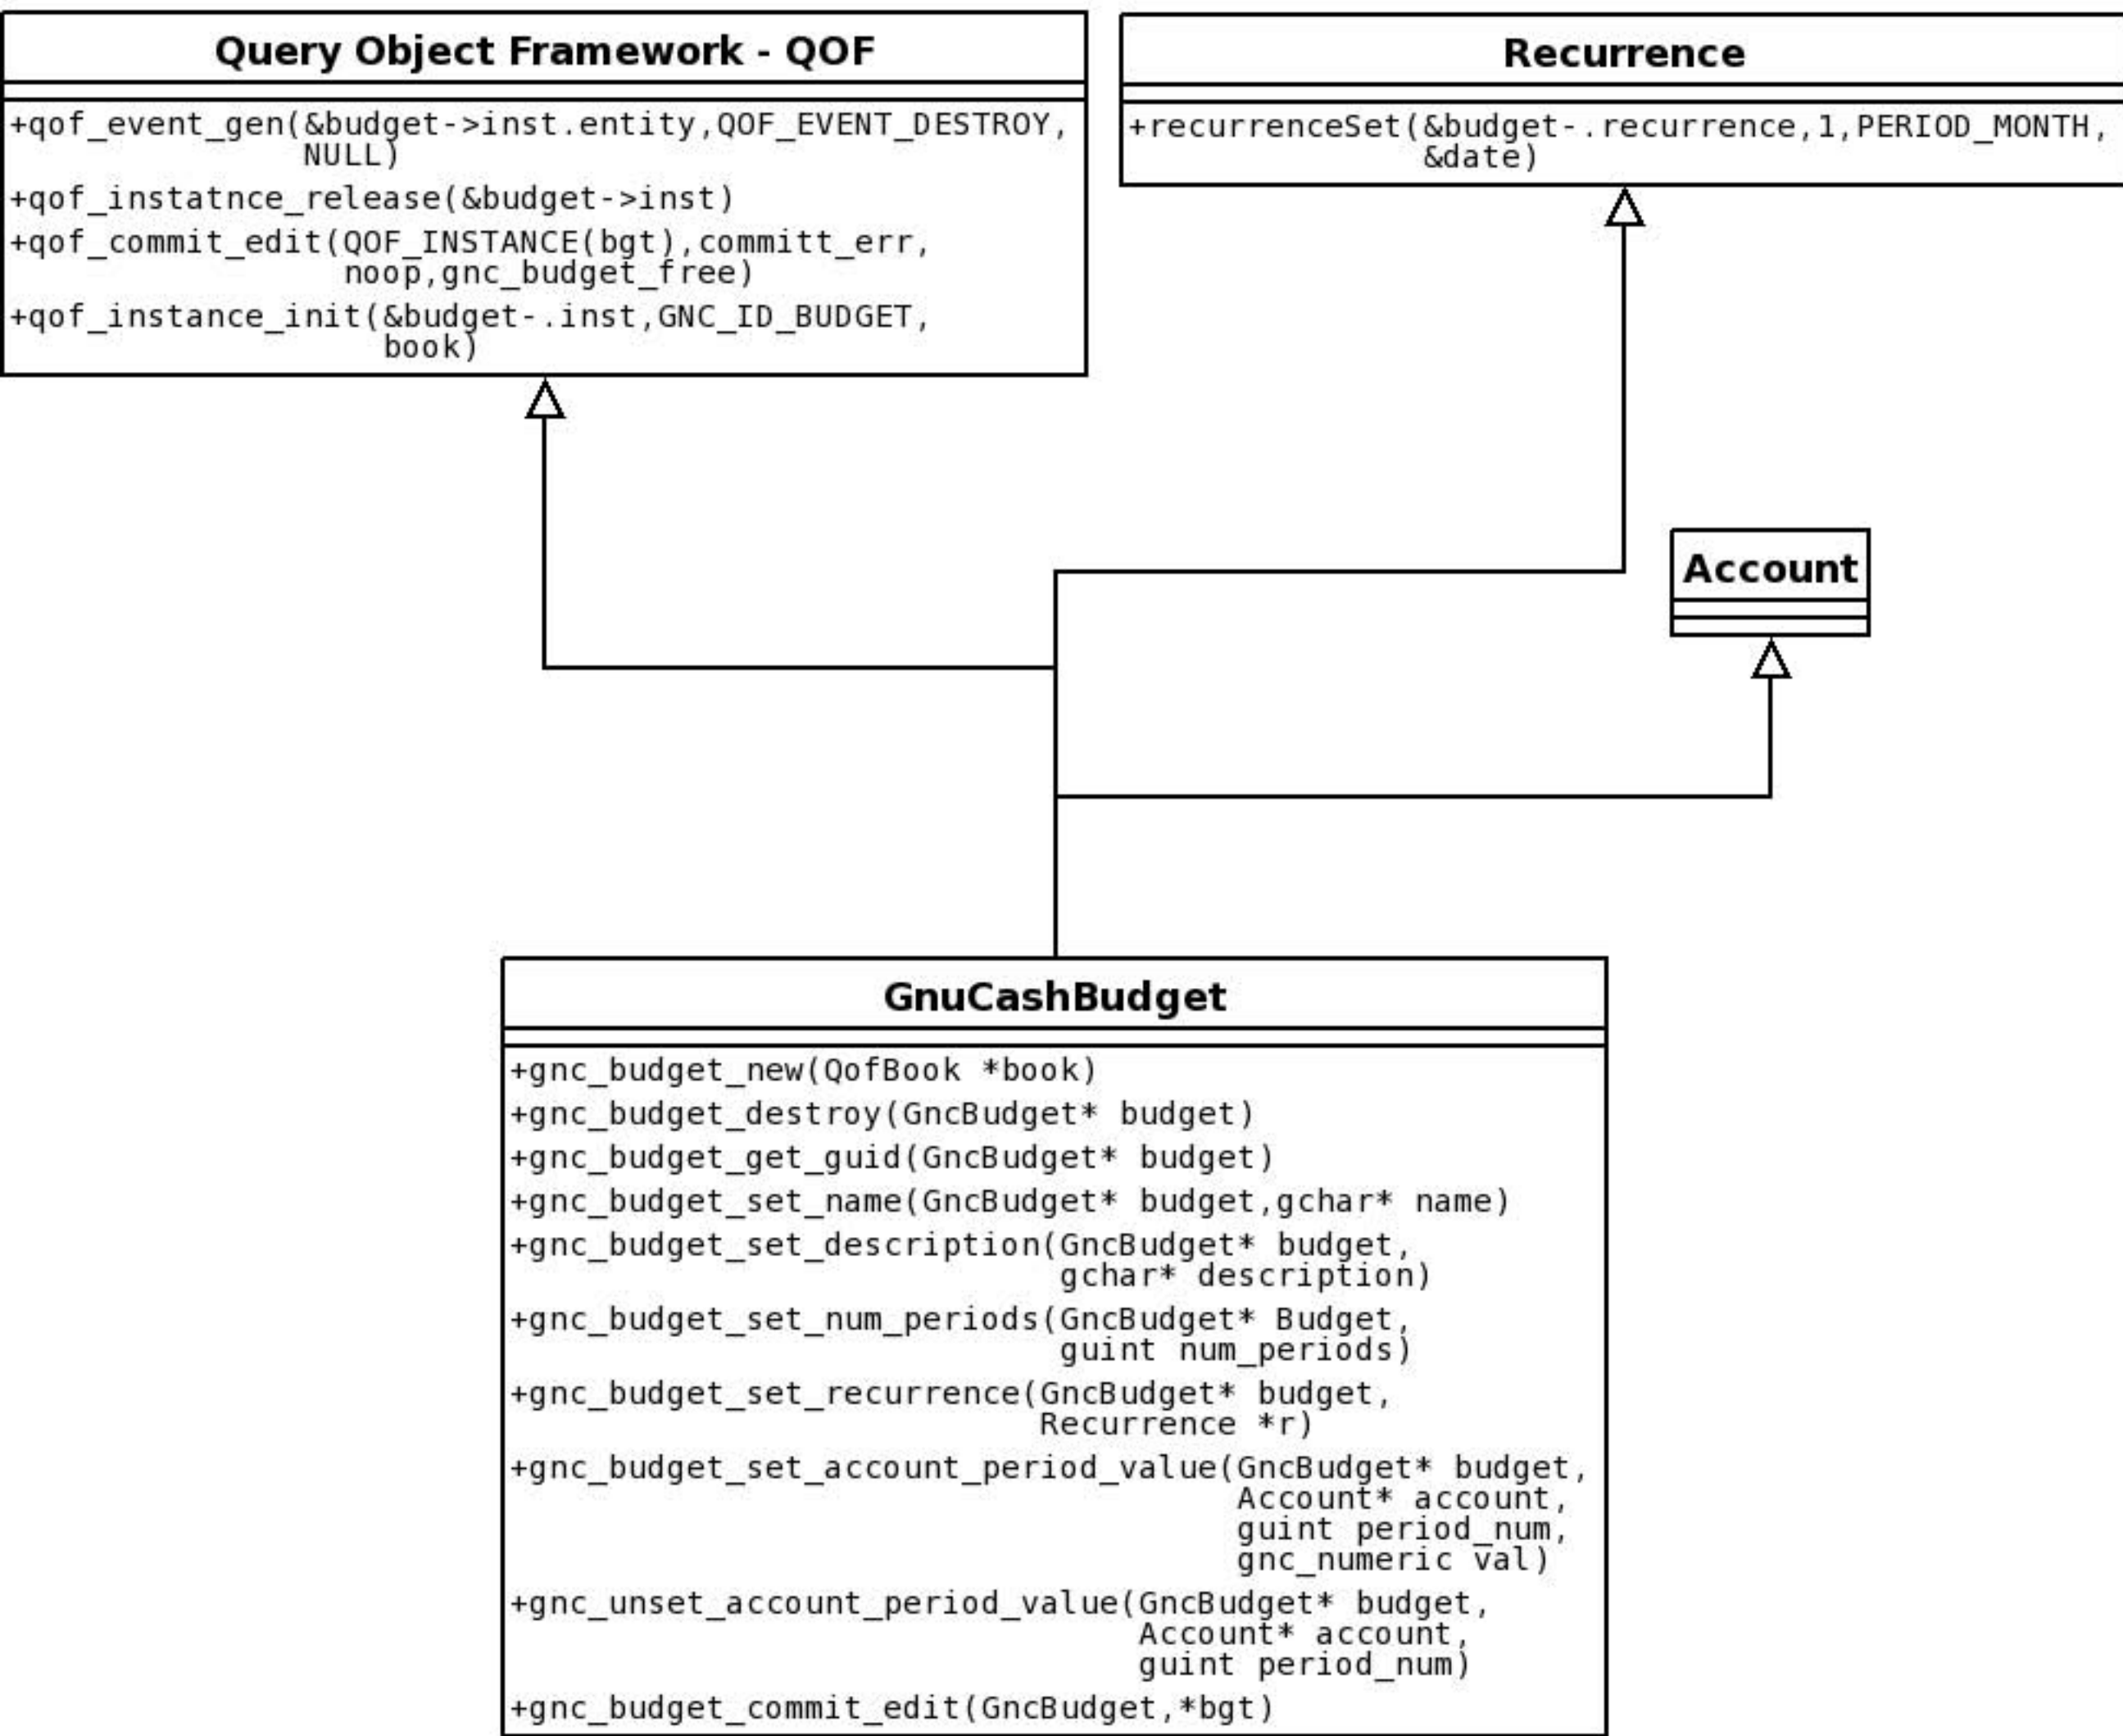 Query Object Framework - QOF
+qof_event_gen(&budget->inst.entity,QOF_EVENT_DESTROY,
NULL)
+qof_instatnce_release(&budget->inst)
+qof_commit_edit(QOF_INSTANCE(bgt),committ_err,
noop,gnc_budget_free)
+qof_instance_init(&budget-.inst,GNC_ID_BUDGET,
book)
Recurrence
+recurrenceSet(&budget-.recurrence,1,PERIOD_MONTH,
&date)
Account
GnuCashBudget
+gnc_budget_new(QofBook *book)
+gnc_budget_destroy(GncBudget* budget)
+gnc_budget_get_guid(GncBudget* budget)
+gnc_budget_set_name(GncBudget* budget,gchar* name)
+gnc_budget_set_description(GncBudget* budget,
gchar* description)
+gnc_budget_set_num_periods(GncBudget* Budget,
guint num_periods)
+gnc_budget_set_recurrence(GncBudget* budget,
Recurrence *r)
+gnc_budget_set_account_period_value(GncBudget* budget,
Account* account,
guint period_num,
gnc_numeric val)
+gnc_unset_account_period_value(GncBudget* budget,
Account* account,
guint period_num)
+gnc_budget_commit_edit(GncBudget,*bgt)